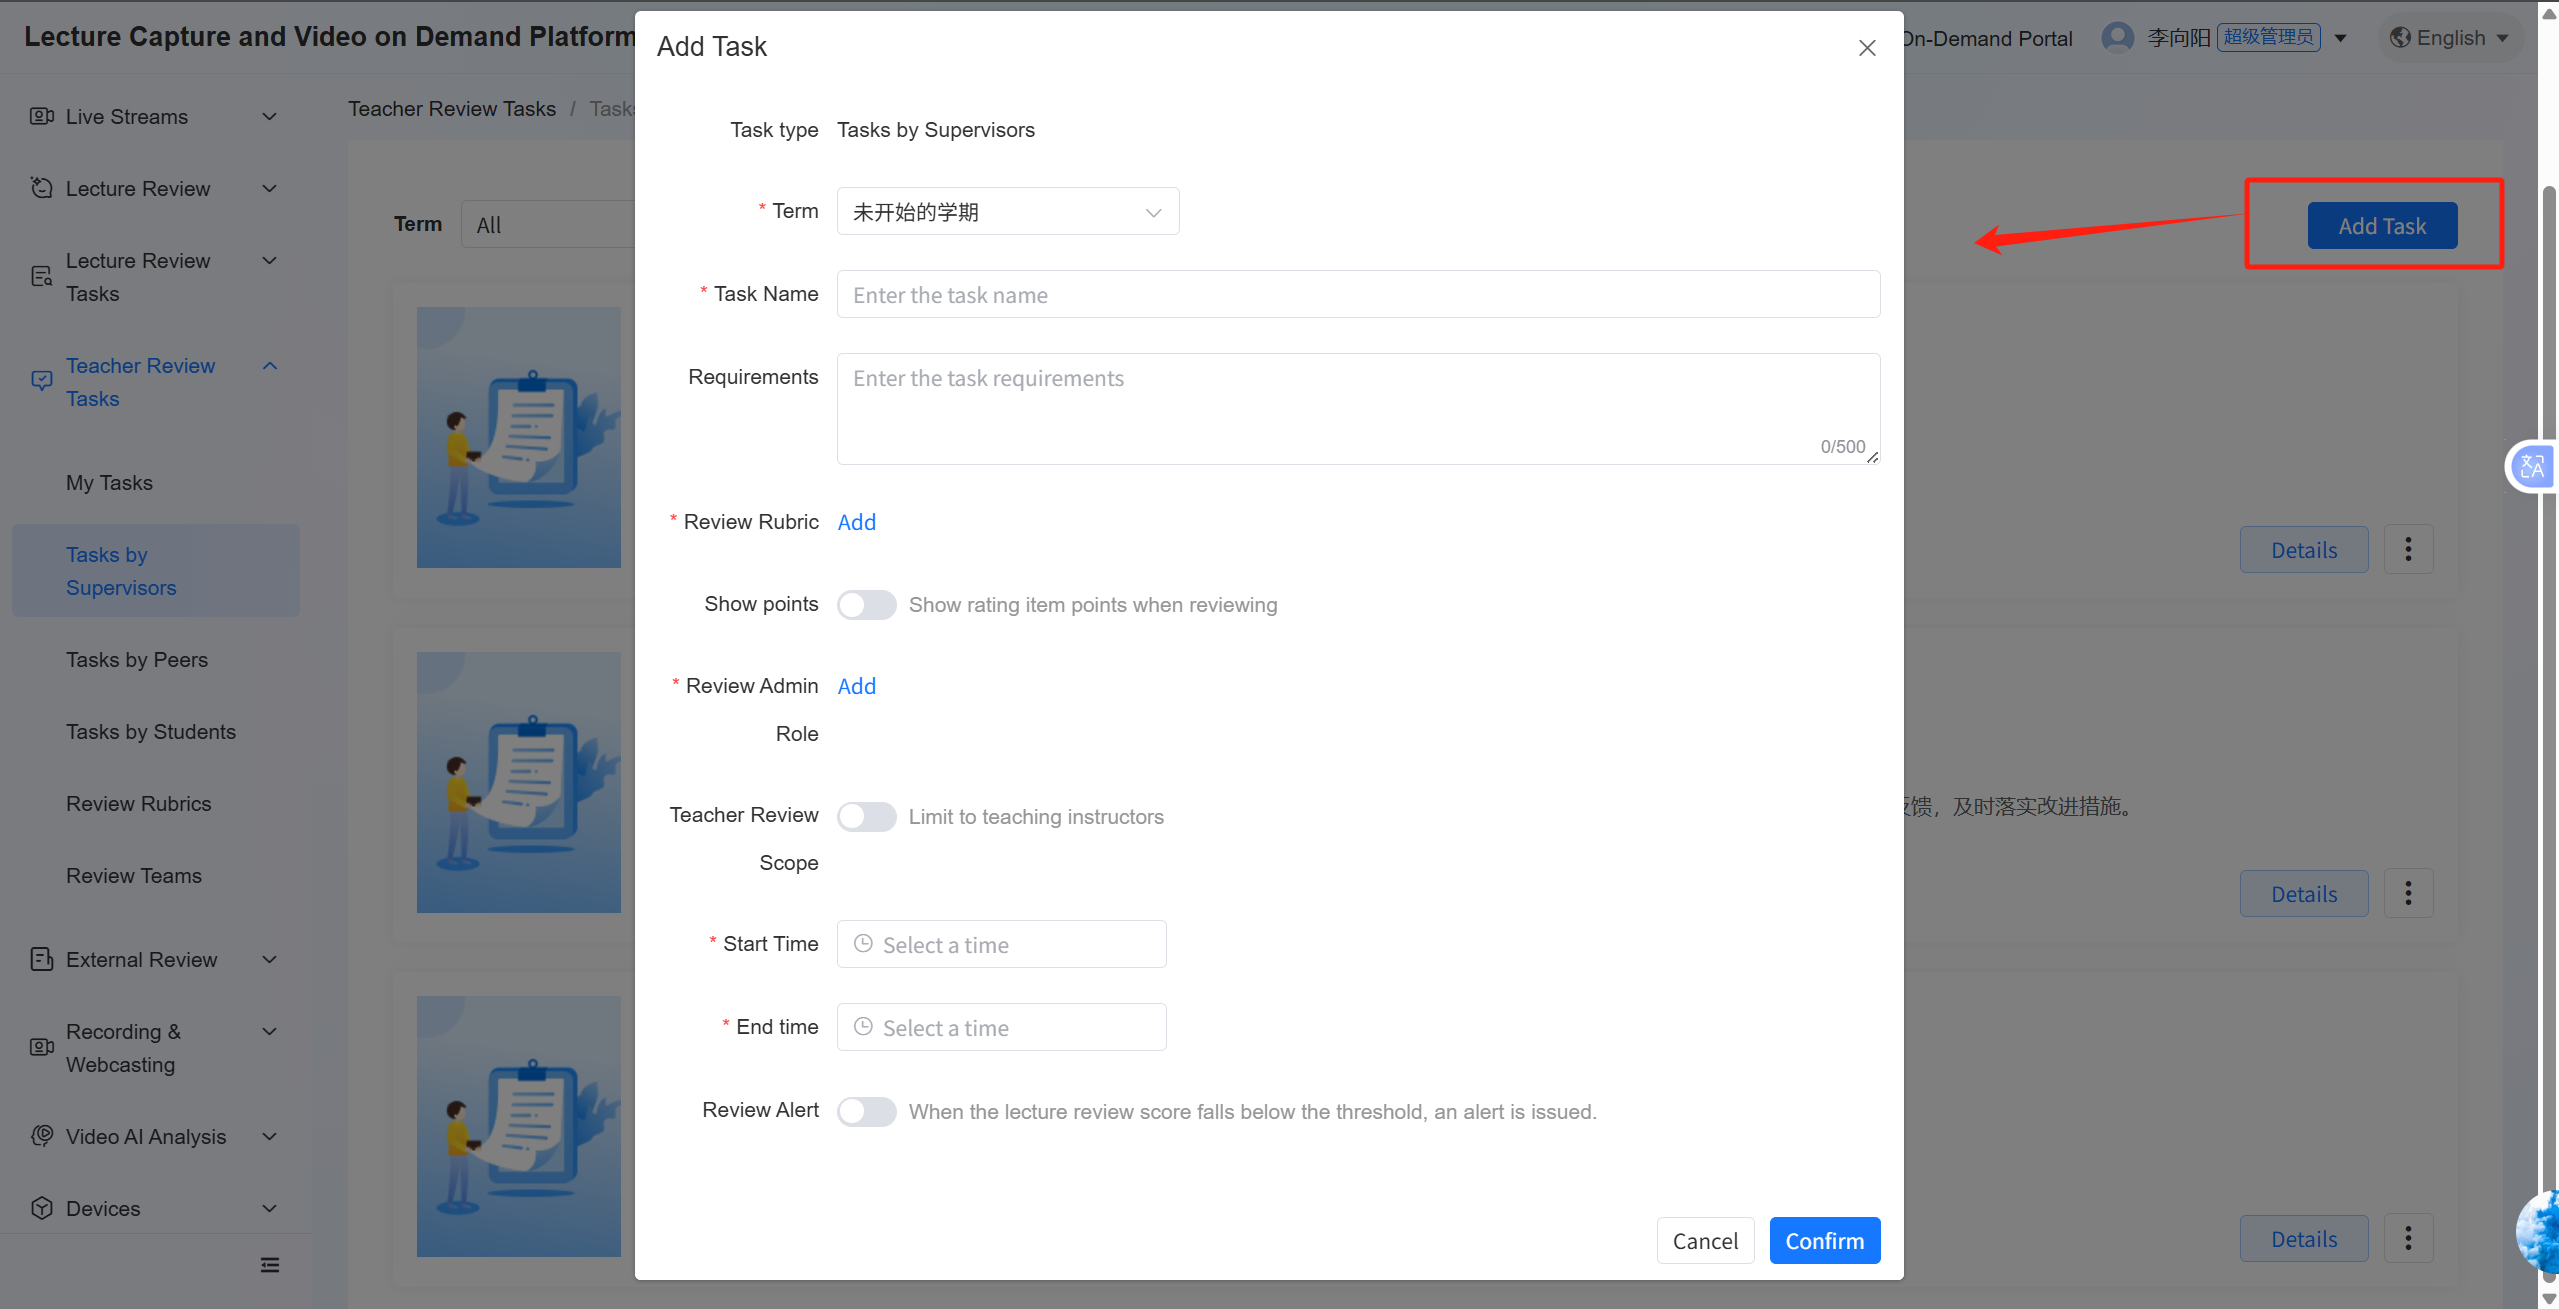 Lecture Capture and Video on Demand Platform
On-Demand Portal
李向阳 超级管理员
English
Live Streams
Lecture Review
Lecture Review
Tasks
Teacher Review
Tasks
My Tasks
Tasks by
Supervisors
Tasks by Peers
Tasks by Students
Review Rubrics
Review Teams
External Review
Recording &
Webcasting
Video AI Analysis
Devices
Teacher Review Tasks / Tasks
Term All
Add Task
Details
馈，及时落实改进措施。
Details
Details
Add Task
Task type Tasks by Supervisors
* Term 未开始的学期
* Task Name Enter the task name
Requirements Enter the task requirements
0/500
* Review Rubric Add
Show points Show rating item points when reviewing
* Review Admin Add
Role
Teacher Review Limit to teaching instructors
Scope
* Start Time Select a time
* End time Select a time
Review Alert When the lecture review score falls below the threshold, an alert is issued.
Cancel Confirm